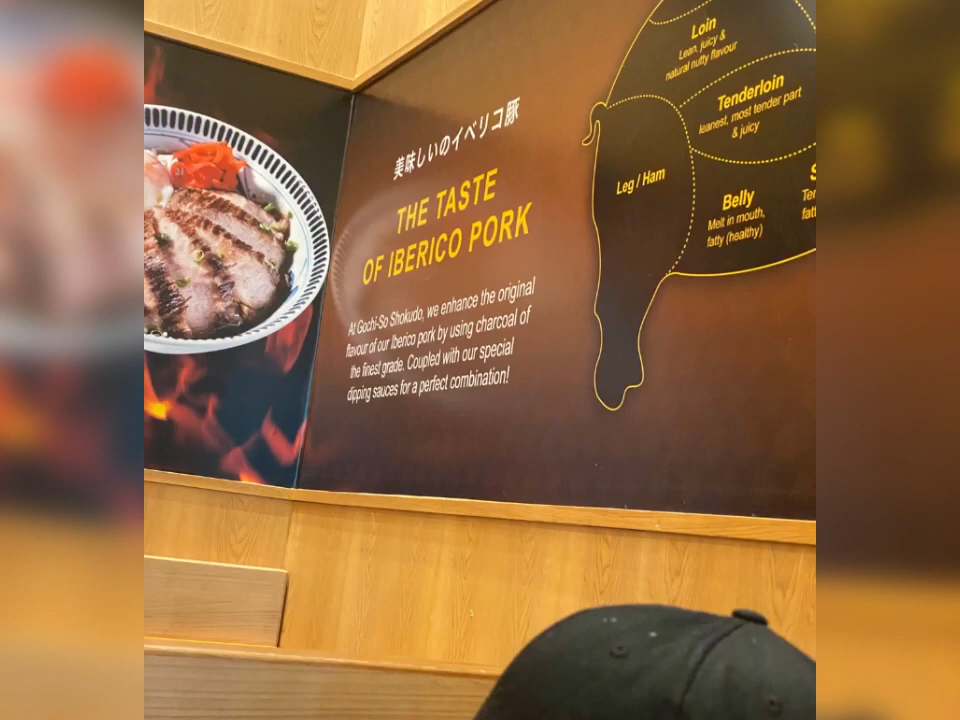 美味しいのイベリコ豚
THE TASTE
OF IBERICO PORK
At Gochi-So Shokudo, we enhance the original
flavour of our Iberico pork by using charcoal of
the finest grade. Coupled with our special
dipping sauces for a perfect combination!
Loin
Lean, juicy &
natural nutty flavour
Tenderloin
leanest, most tender part
& juicy
Leg / Ham
Belly
Melt in mouth,
fatty (healthy)